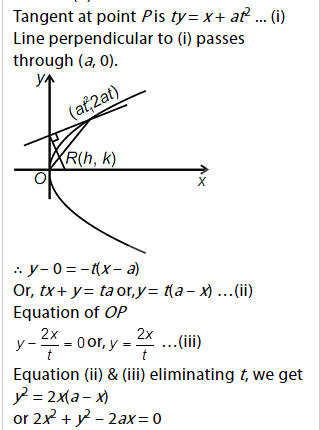 Tangent at point P is ty = x + at² ... (i)
Line perpendicular to (i) passes
through (a, 0).
y
(at², 2at)
R(h, k)
O
x
∴ y – 0 = –t(x – a)
Or, tx + y = ta or, y = t(a – x) …(ii)
Equation of OP
y – 2x/t = 0 or, y = 2x/t …(iii)
Equation (ii) & (iii) eliminating t, we get
y² = 2x(a – x)
or 2x² + y² – 2ax = 0